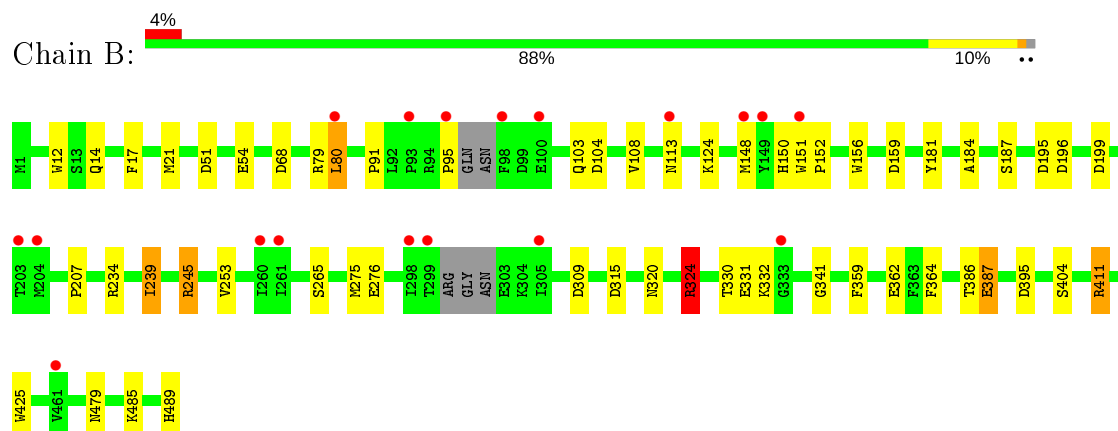 4%
Chain B:
88% 10% ••
M1 W12 S13 Q14 F17 M21 D51 E54 D68 R79 L80 P91 L92 P93 R94 P95 GLN ASN F98 D99 E100 Q103 D104 V108 N113 K124 M148 Y149 H150 W151 P152 W156 D159 Y181 A184 S187 D195 D196 D199
T203 M204 P207 R234 I239 R245 V253 I260 I261 S265 M275 E276 I298 T299 ARG GLY ASN E303 K304 I305 D309 D315 N320 R324 T330 E331 K332 G333 G341 F359 E362 F363 F364 T386 E387 D395 S404 R411
W425 V461 N479 K485 H489